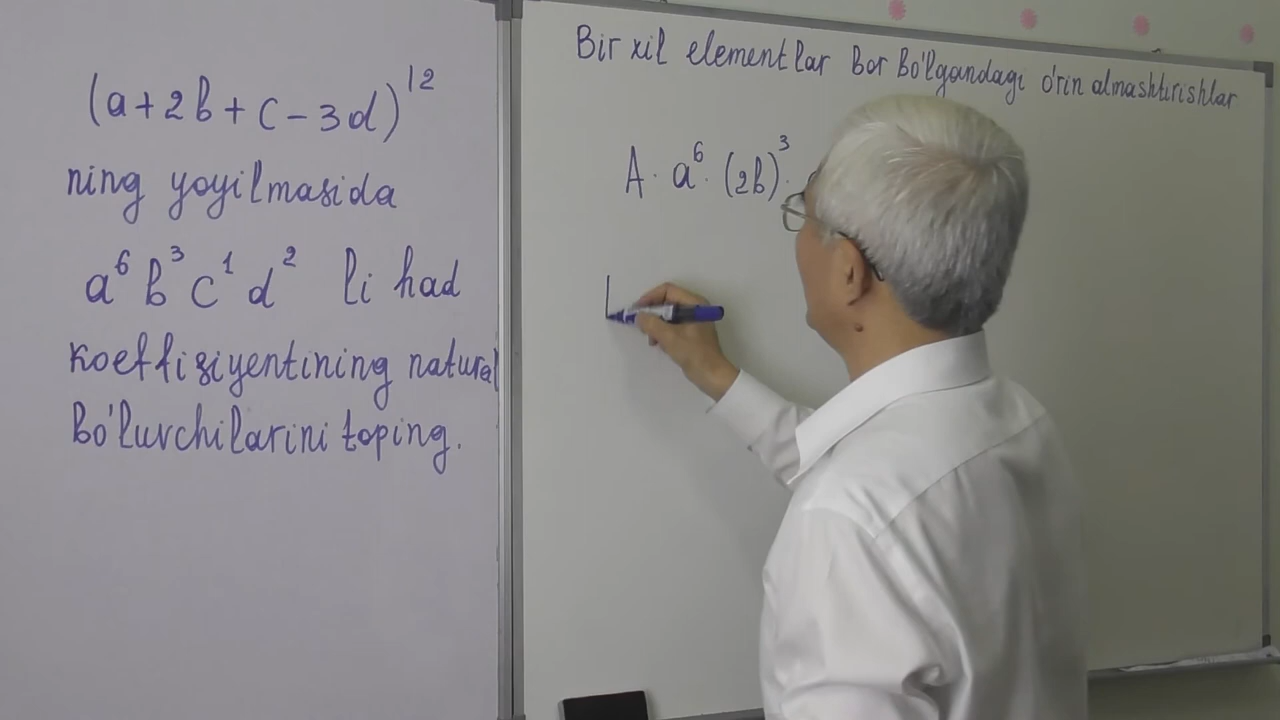 (a+2b+c-3d)¹²
ning yoyilmasida
a⁶ b³ c¹ d² li had
koeffisiyentining natural
bo'luvchilarini toping.
Bir xil elementlar bor bo'lgandagi o'rin almashtirishlar
A · a⁶ · (2b)³ ·